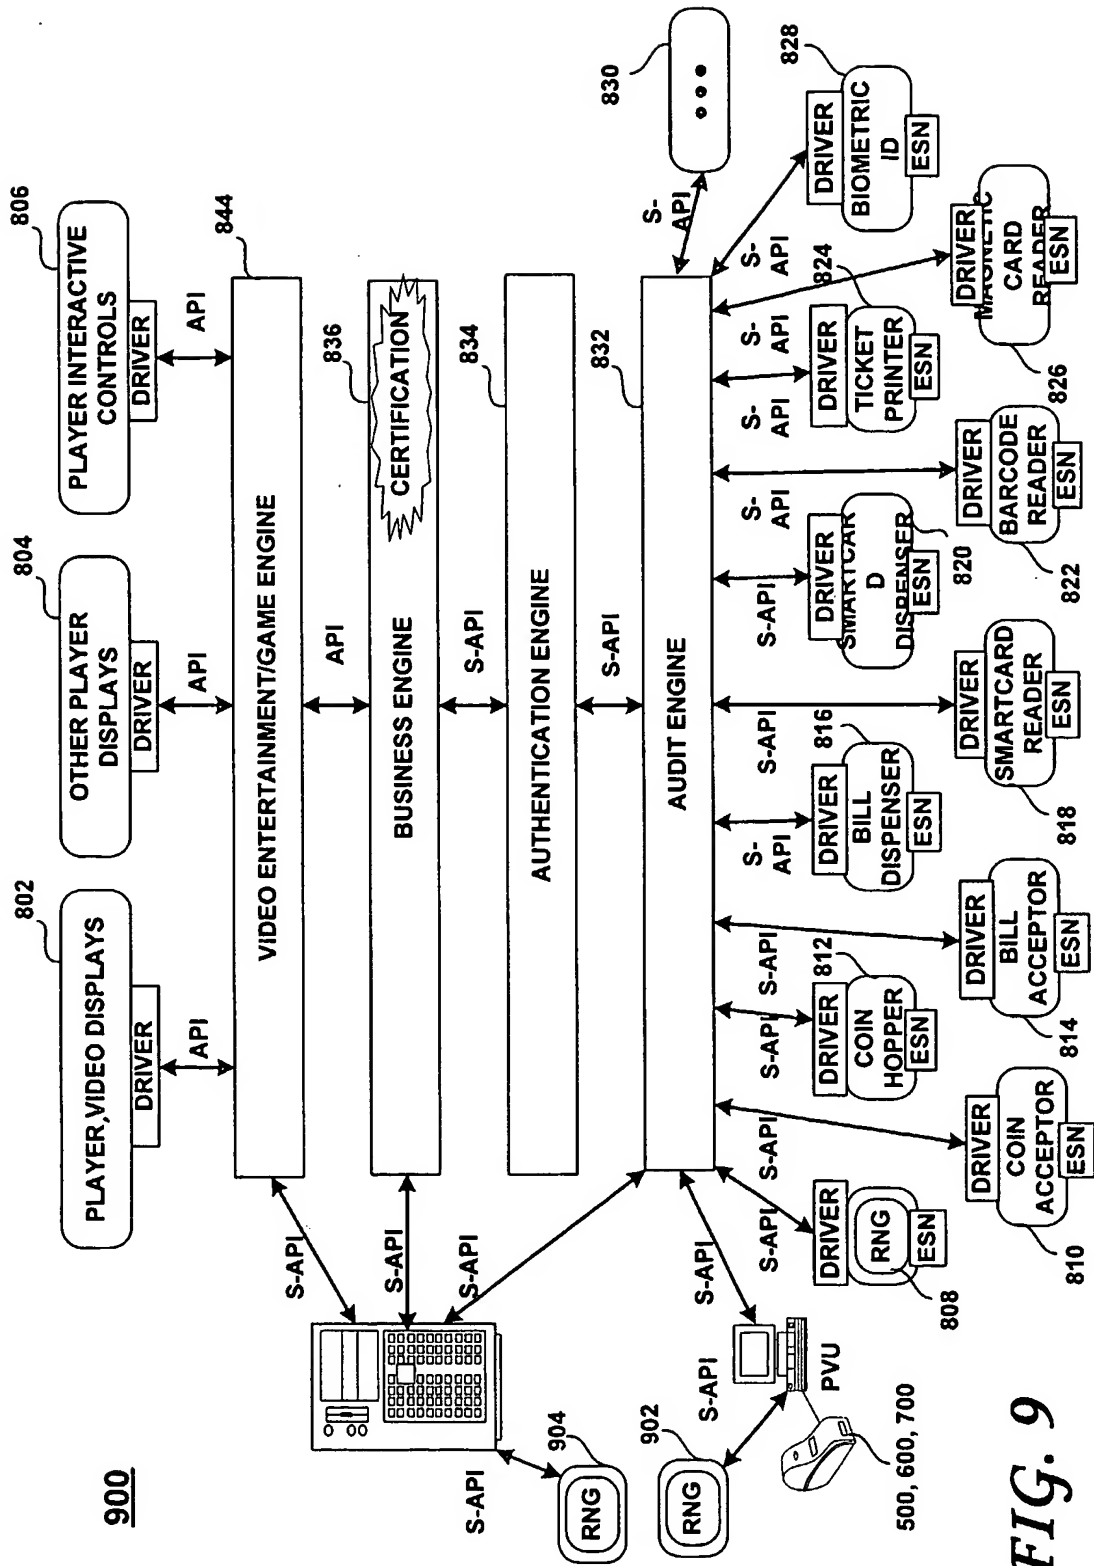 900
802
PLAYER,VIDEO DISPLAYS
DRIVER
API
804
OTHER PLAYER
DISPLAYS
DRIVER
API
806
PLAYER INTERACTIVE
CONTROLS
DRIVER
API
844
VIDEO ENTERTAINMENT/GAME ENGINE
S-API
API
836
BUSINESS ENGINE
CERTIFICATION
S-API
S-API
834
AUTHENTICATION ENGINE
S-API
S-API
832
AUDIT ENGINE
S-API
904
RNG
S-API
902
RNG
S-API
PVU
500, 600, 700
S-API
DRIVER
RNG
ESN
808
S-API
DRIVER
COIN
ACCEPTOR
ESN
810
S-API
812
DRIVER
COIN
HOPPER
ESN
S-API
DRIVER
BILL
ACCEPTOR
ESN
814
S-
API
816
DRIVER
BILL
DISPENSER
ESN
S-API
DRIVER
SMARTCARD
READER
ESN
818
S-API
DRIVER
SMARTCAR
D
DISPENSER
ESN
820
S-
API
DRIVER
BARCODE
READER
ESN
822
S-
API
824
DRIVER
TICKET
PRINTER
ESN
S-
API
DRIVER
MAGNETIC
CARD
READER
ESN
826
S-
API
828
DRIVER
BIOMETRIC
ID
ESN
S-
API
830
FIG. 9